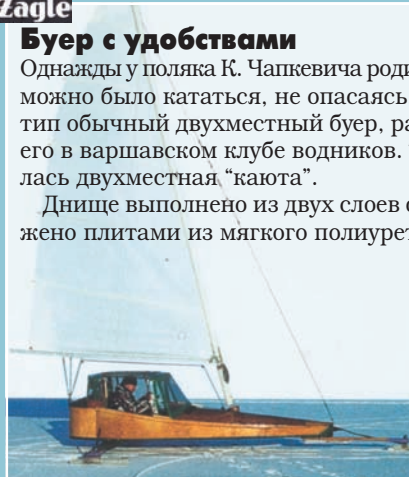 Żagle
Буер с удобствами
Однажды у поляка К. Чапкевича роди
можно было кататься, не опасаясь
тип обычный двухместный буер, ра
его в варшавском клубе водников.
лась двухместная “каюта”.
Днище выполнено из двух слоев
жено плитами из мягкого полиурет